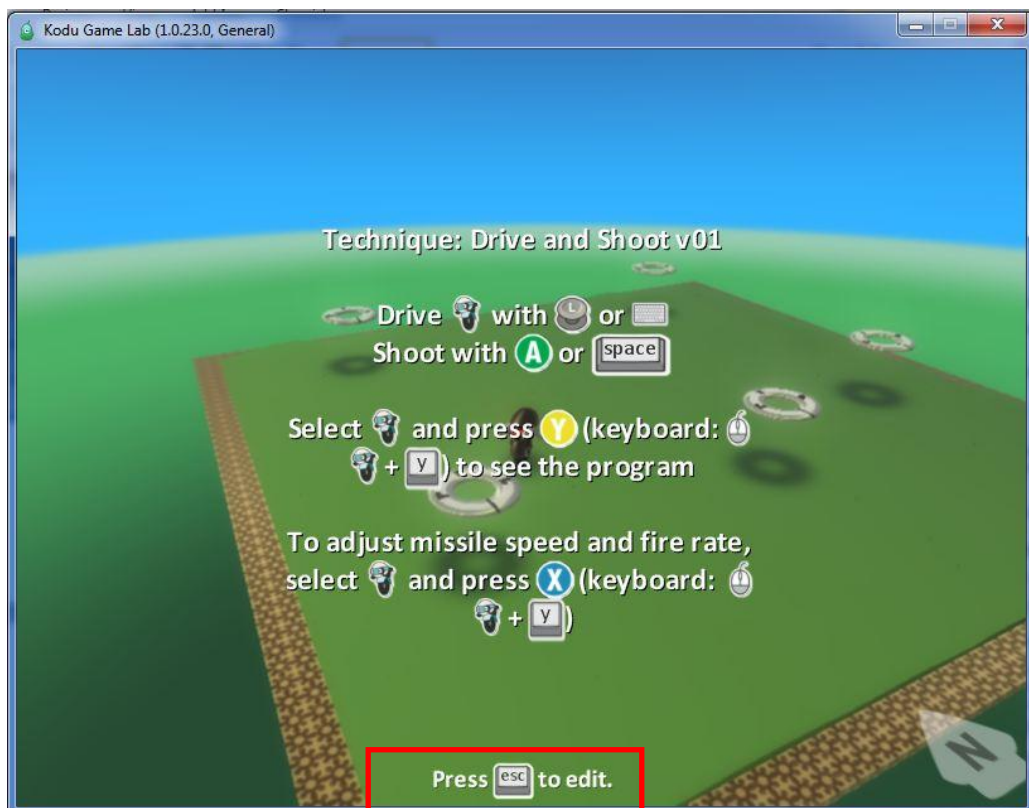 Kodu Game Lab (1.0.23.0, General)
Technique: Drive and Shoot v01
Drive with L or
Shoot with A or space
Select and press Y (keyboard:
+ y) to see the program
To adjust missile speed and fire rate,
select and press X (keyboard:
+ y)
N
Press esc to edit.